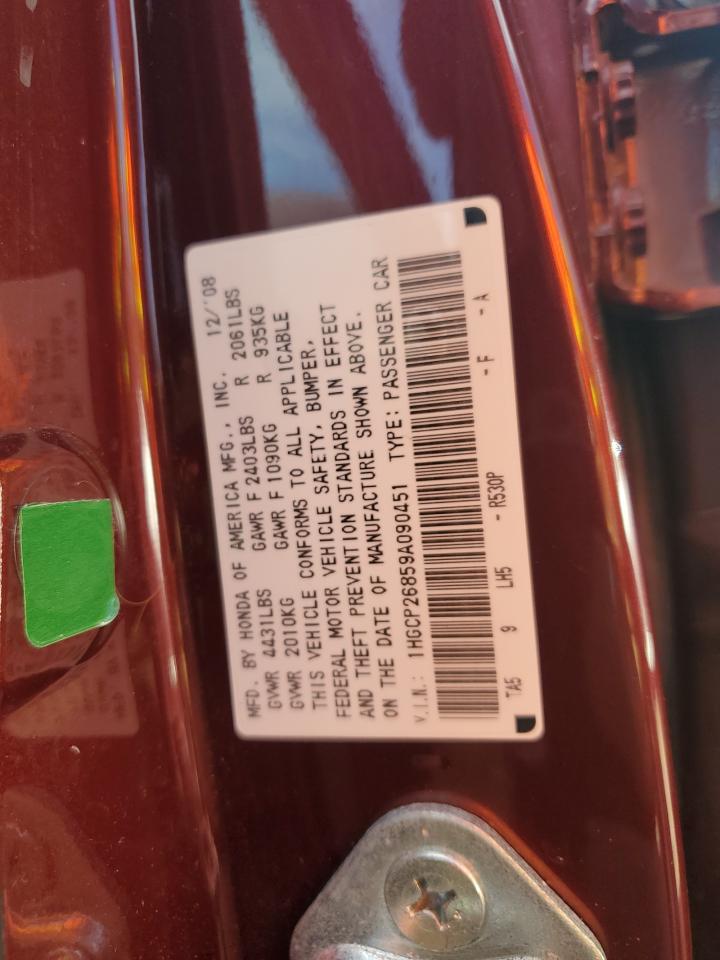 MFD. BY HONDA OF AMERICA MFG., INC. 12/'08
GVWR 4431LBS GAWR F 2403LBS R 2061LBS
GVWR 2010KG GAWR F 1090KG R 935KG
THIS VEHICLE CONFORMS TO ALL APPLICABLE
FEDERAL MOTOR VEHICLE SAFETY, BUMPER,
AND THEFT PREVENTION STANDARDS IN EFFECT
ON THE DATE OF MANUFACTURE SHOWN ABOVE.
V.I.N.: 1HGCP26859A090451 TYPE: PASSENGER CAR
TA5 9 LH5 - R530P - F - A